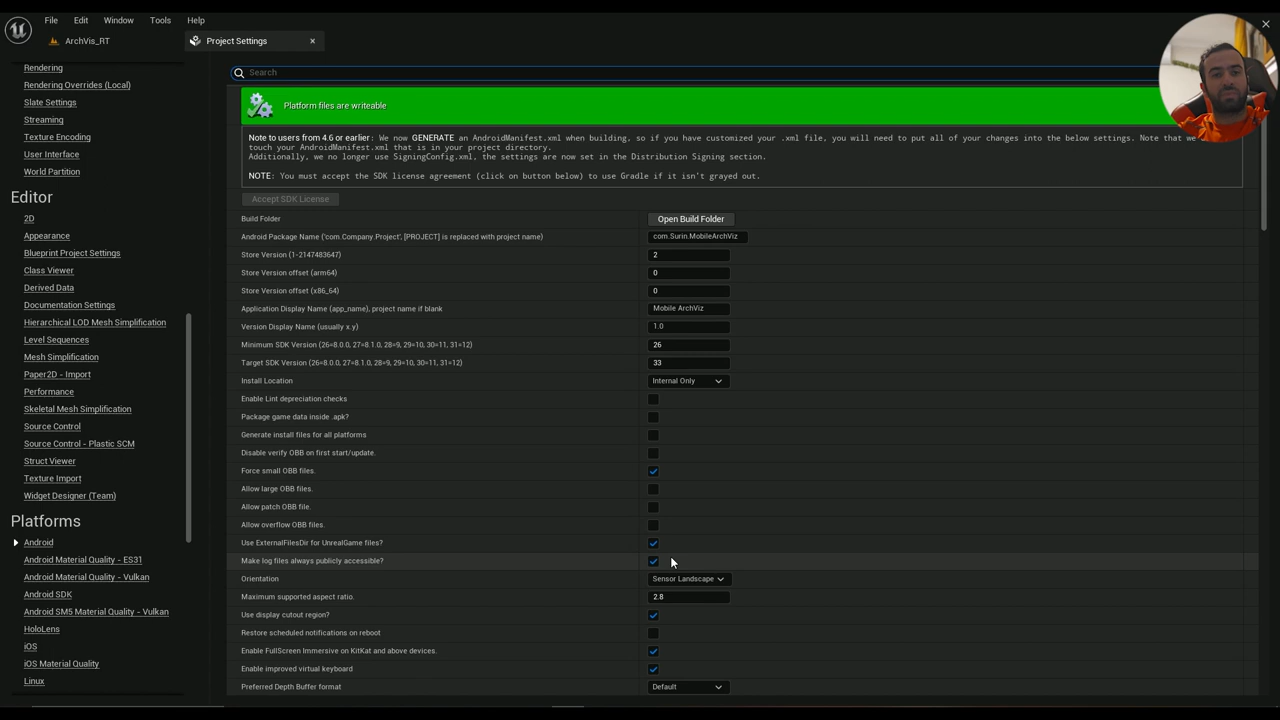 File Edit Window Tools Help
ArchVis_RT
Project Settings
Rendering
Rendering Overrides (Local)
Slate Settings
Streaming
Texture Encoding
User Interface
World Partition
Editor
2D
Appearance
Blueprint Project Settings
Class Viewer
Derived Data
Documentation Settings
Hierarchical LOD Mesh Simplification
Level Sequences
Mesh Simplification
Paper2D - Import
Performance
Skeletal Mesh Simplification
Source Control
Source Control - Plastic SCM
Struct Viewer
Texture Import
Widget Designer (Team)
Platforms
Android
Android Material Quality - ES31
Android Material Quality - Vulkan
Android SDK
Android SM5 Material Quality - Vulkan
HoloLens
iOS
iOS Material Quality
Linux
Search
Platform files are writeable
Note to users from 4.6 or earlier: We now GENERATE an AndroidManifest.xml when building, so if you have customized your .xml file, you will need to put all of your changes into the below settings. Note that we
touch your AndroidManifest.xml that is in your project directory.
Additionally, we no longer use SigningConfig.xml, the settings are now set in the Distribution Signing section.
NOTE: You must accept the SDK license agreement (click on button below) to use Gradle if it isn't grayed out.
Accept SDK License
Build Folder Open Build Folder
Android Package Name ('com.Company.Project', [PROJECT] is replaced with project name) com.Surin.MobileArchViz
Store Version (1-2147483647) 2
Store Version offset (arm64) 0
Store Version offset (x86_64) 0
Application Display Name (app_name), project name if blank Mobile ArchViz
Version Display Name (usually x.y) 1.0
Minimum SDK Version (26=8.0.0, 27=8.1.0, 28=9, 29=10, 30=11, 31=12) 26
Target SDK Version (26=8.0.0, 27=8.1.0, 28=9, 29=10, 30=11, 31=12) 33
Install Location Internal Only
Enable Lint depreciation checks
Package game data inside .apk?
Generate install files for all platforms
Disable verify OBB on first start/update.
Force small OBB files.
Allow large OBB files.
Allow patch OBB file.
Allow overflow OBB files.
Use ExternalFilesDir for UnrealGame files?
Make log files always publicly accessible?
Orientation Sensor Landscape
Maximum supported aspect ratio. 2.8
Use display cutout region?
Restore scheduled notifications on reboot
Enable FullScreen Immersive on KitKat and above devices.
Enable improved virtual keyboard
Preferred Depth Buffer format Default